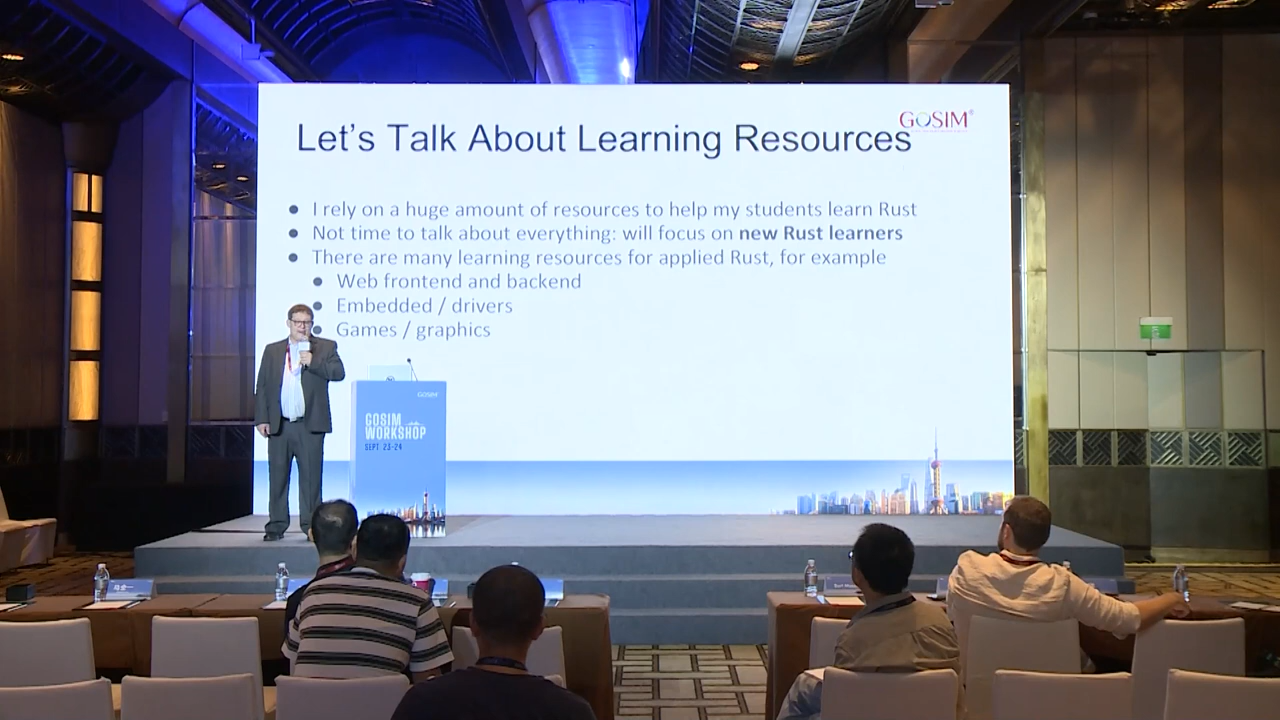 GOSIM
Let's Talk About Learning Resources
● I rely on a huge amount of resources to help my students learn Rust
● Not time to talk about everything: will focus on new Rust learners
● There are many learning resources for applied Rust, for example
● Web frontend and backend
● Embedded / drivers
● Games / graphics
GOSIM
GOSIM
WORKSHOP
SEPT 23-24